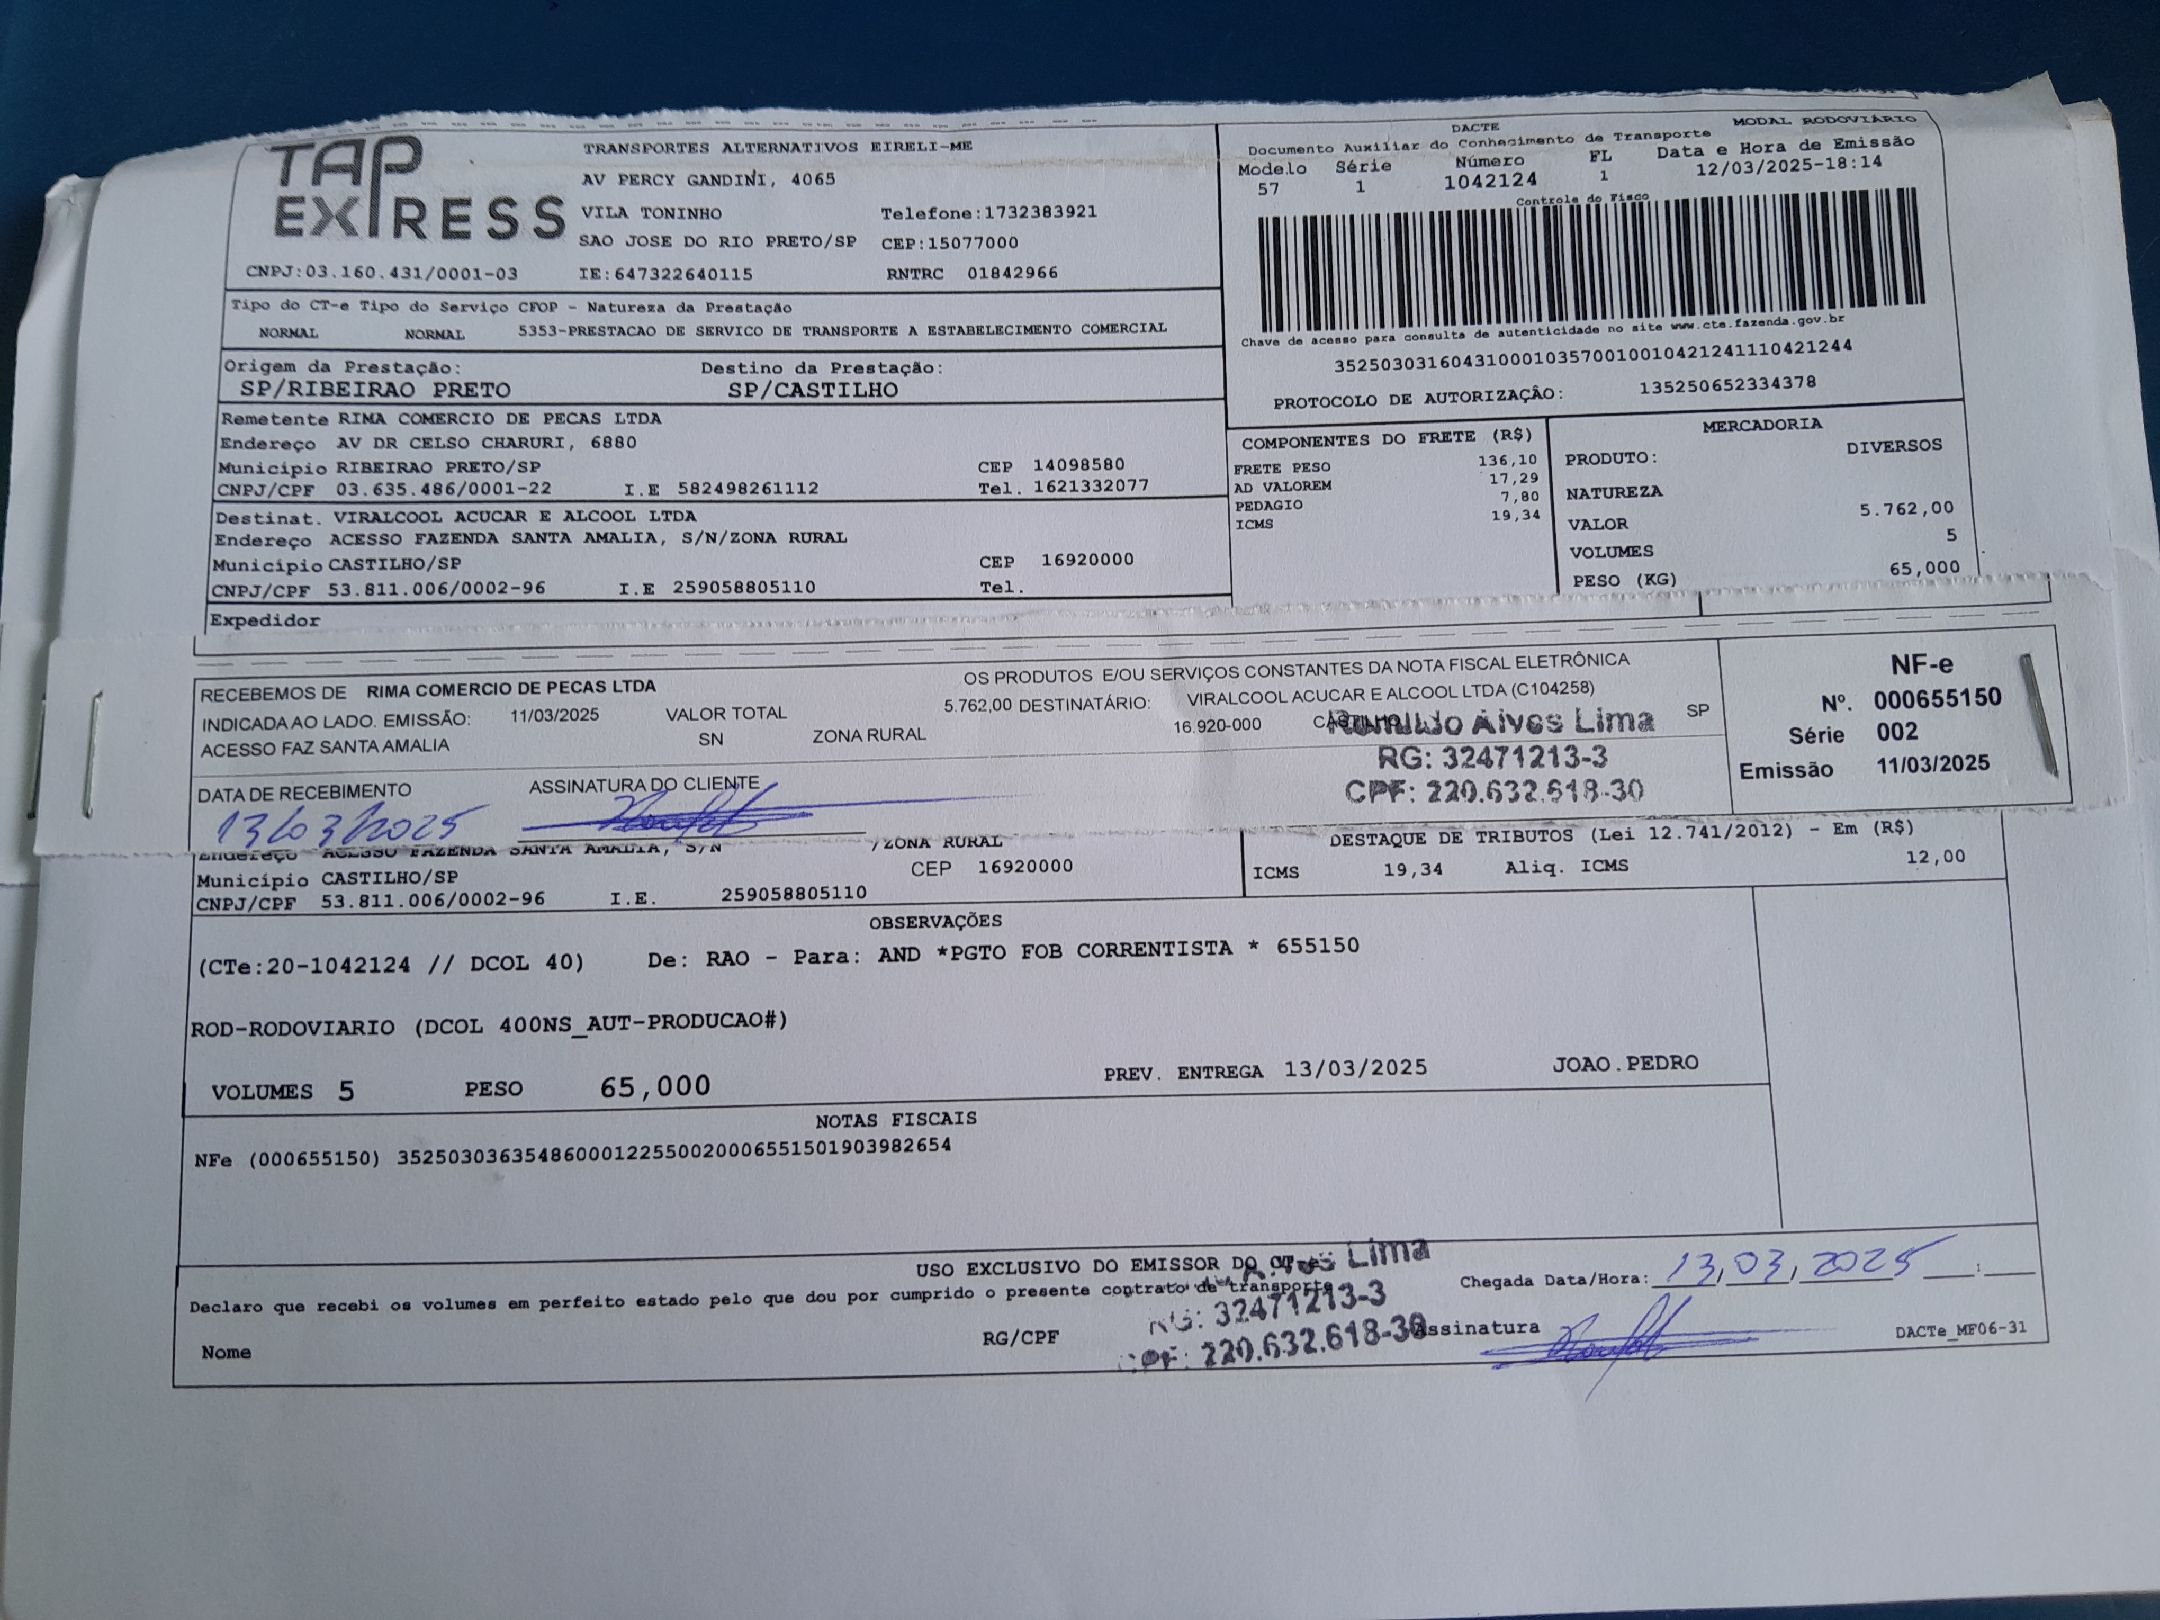 TAP EXPRESS
TRANSPORTES ALTERNATIVOS EIRELI-ME
AV PERCY GANDINI, 4065
VILA TONINHO Telefone:1732383921
SAO JOSE DO RIO PRETO/SP CEP:15077000
CNPJ:03.160.431/0001-03 IE:647322640115 RNTRC 01842966
DACTE MODAL RODOVIÁRIO
Documento Auxiliar do Conhecimento de Transporte
Modelo Série Número FL Data e Hora de Emissão
57 1 1042124 1 12/03/2025-18:14
Controle do Fisco
Chave de acesso para consulta de autenticidade no site www.cte.fazenda.gov.br
35250303160431000103570010010421241110421244
PROTOCOLO DE AUTORIZAÇÂO: 135250652334378
Tipo do CT-e Tipo do Serviço CFOP - Natureza da Prestação
NORMAL NORMAL 5353-PRESTACAO DE SERVICO DE TRANSPORTE A ESTABELECIMENTO COMERCIAL
Origem da Prestação: Destino da Prestação:
SP/RIBEIRAO PRETO SP/CASTILHO
Remetente RIMA COMERCIO DE PECAS LTDA
Endereço AV DR CELSO CHARURI, 6880
Município RIBEIRAO PRETO/SP CEP 14098580
CNPJ/CPF 03.635.486/0001-22 I.E 582498261112 Tel. 1621332077
Destinat. VIRALCOOL ACUCAR E ALCOOL LTDA
Endereço ACESSO FAZENDA SANTA AMALIA, S/N/ZONA RURAL
Município CASTILHO/SP CEP 16920000
CNPJ/CPF 53.811.006/0002-96 I.E 259058805110 Tel.
Expedidor
COMPONENTES DO FRETE (R$)
FRETE PESO 136,10
AD VALOREM 17,29
PEDAGIO 7,80
ICMS 19,34
MERCADORIA
PRODUTO: DIVERSOS
NATUREZA
VALOR 5.762,00
VOLUMES 5
PESO (KG) 65,000
RECEBEMOS DE RIMA COMERCIO DE PECAS LTDA OS PRODUTOS E/OU SERVIÇOS CONSTANTES DA NOTA FISCAL ELETRÔNICA
INDICADA AO LADO. EMISSÃO: 11/03/2025 VALOR TOTAL 5.762,00 DESTINATÁRIO: VIRALCOOL ACUCAR E ALCOOL LTDA (C104258)
ACESSO FAZ SANTA AMALIA SN ZONA RURAL 16.920-000 SP
Alves Lima
RG: 32471213-3
CPF: 220.632.618-30
DATA DE RECEBIMENTO ASSINATURA DO CLIENTE
13/03/2025
NF-e
Nº. 000655150
Série 002
Emissão 11/03/2025
Endereço ACESSO FAZENDA SANTA AMALIA, S/N /ZONA RURAL
Município CASTILHO/SP CEP 16920000
CNPJ/CPF 53.811.006/0002-96 I.E. 259058805110
DESTAQUE DE TRIBUTOS (Lei 12.741/2012) - Em (R$)
ICMS 19,34 Aliq. ICMS 12,00
OBSERVAÇÕES
(CTe:20-1042124 // DCOL 40) De: RAO - Para: AND *PGTO FOB CORRENTISTA * 655150
ROD-RODOVIARIO (DCOL 400NS_AUT-PRODUCAO#)
VOLUMES 5 PESO 65,000 PREV. ENTREGA 13/03/2025 JOAO.PEDRO
NOTAS FISCAIS
NFe (000655150) 35250303635486000122550020006551501903982654
USO EXCLUSIVO DO EMISSOR DO
Declaro que recebi os volumes em perfeito estado pelo que dou por cumprido o presente contrato de transporte
Chegada Data/Hora: 13,03,2025 :
Lima
RG: 32471213-3
CPF: 220.632.618-30
Nome RG/CPF Assinatura DACTe_MF06-31